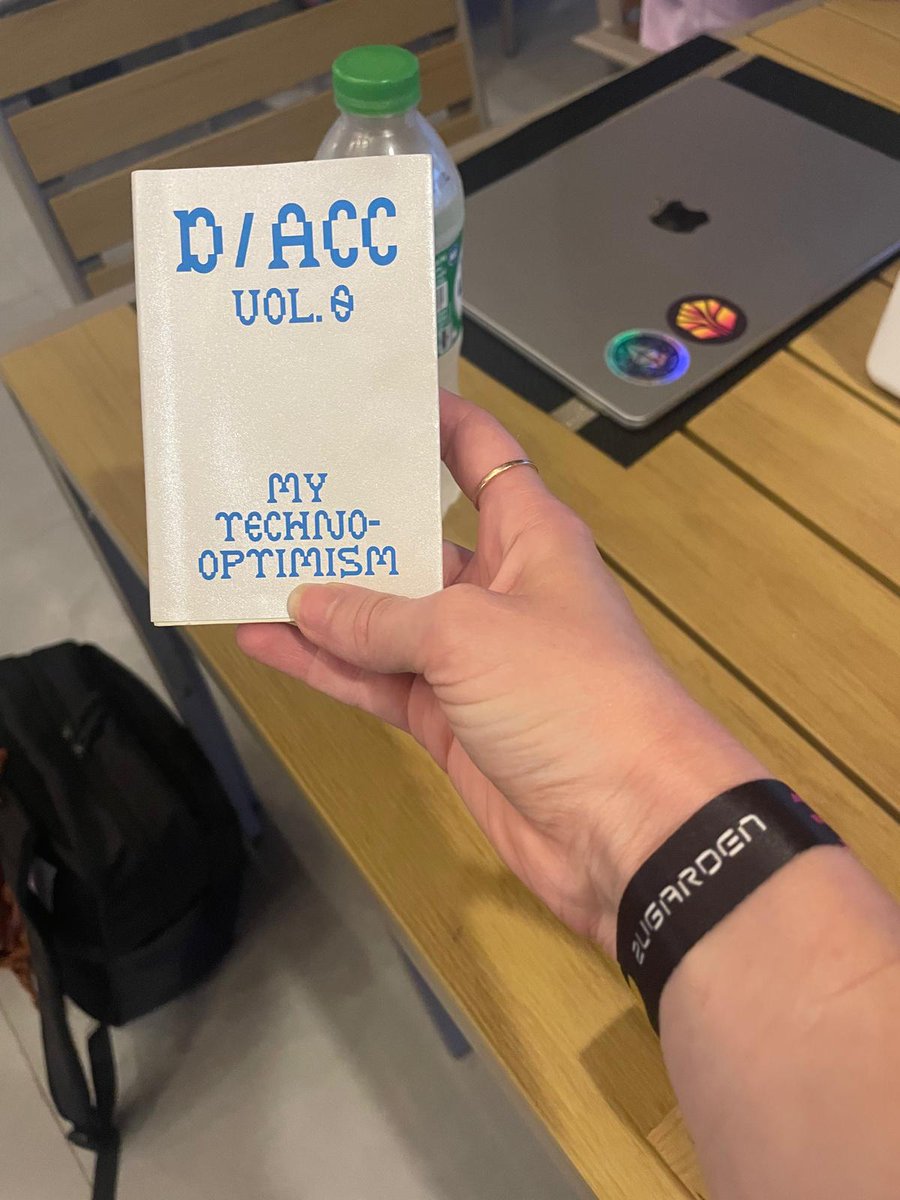 D/ACC
VOL.0
MY
TECHNO-
OPTIMISM
ZUGARDEN